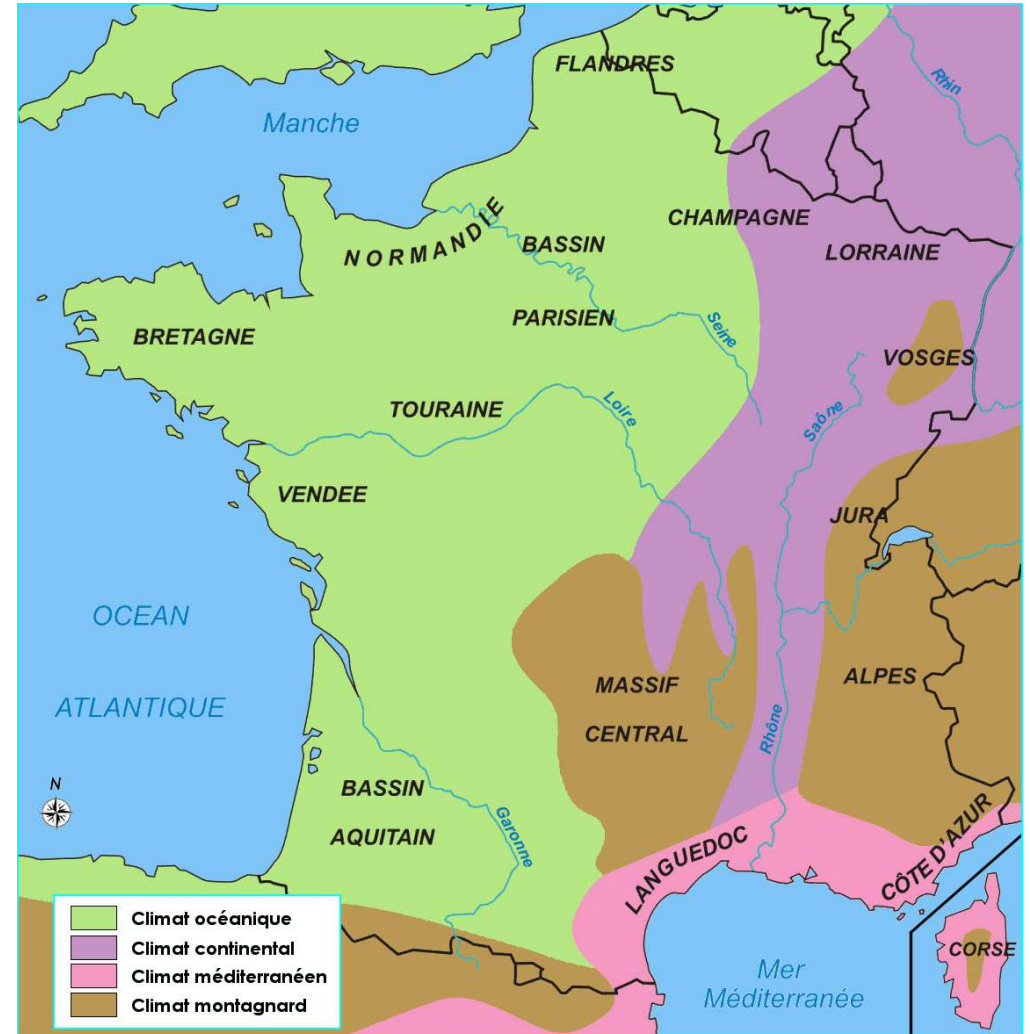 FLANDRES
Rhin
Manche
CHAMPAGNE
NORMANDIE
BASSIN
LORRAINE
PARISIEN
Seine
BRETAGNE
VOSGES
TOURAINE
Loire
Saône
VENDEE
JURA
OCEAN
ATLANTIQUE
MASSIF
CENTRAL
ALPES
Rhône
N
BASSIN
AQUITAIN
Garonne
LANGUEDOC
CÔTE D'AZUR
Climat océanique
Climat continental
Climat méditerranéen
Climat montagnard
Mer
Méditerranée
CORSE